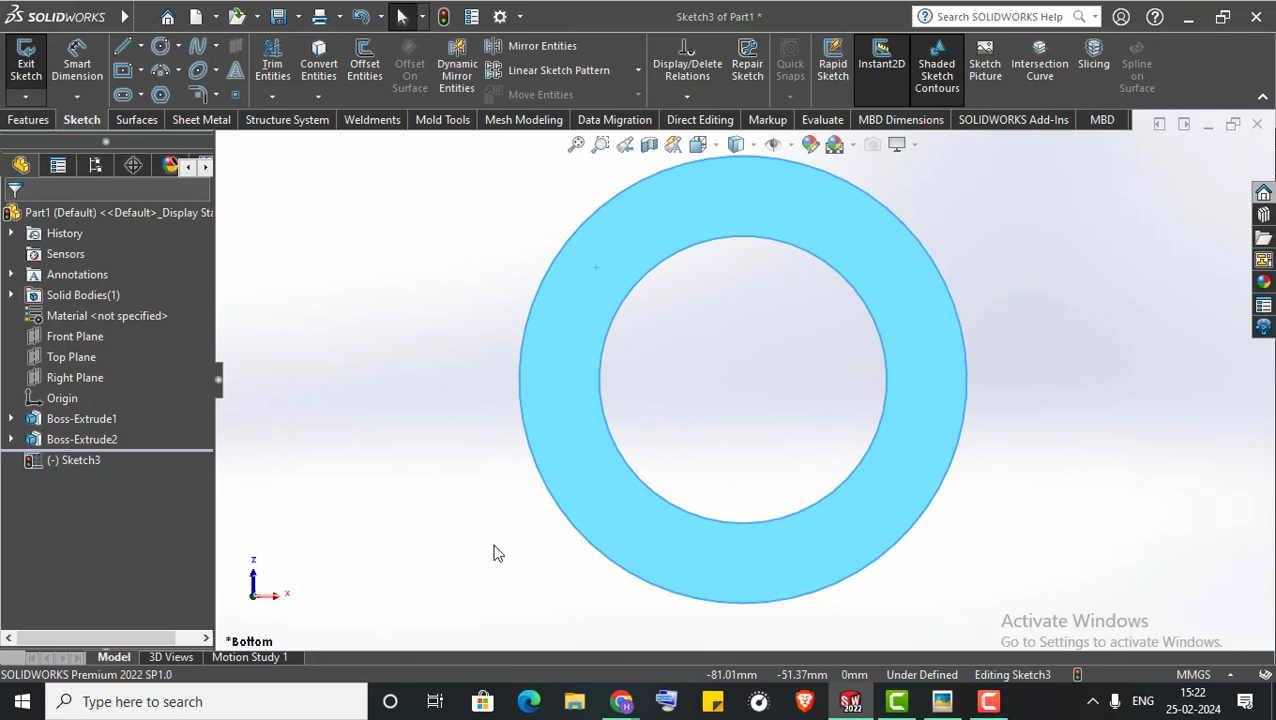 SOLIDWORKS
Sketch3 of Part1 *
Search SOLIDWORKS Help
Exit Sketch
Smart Dimension
Trim Entities
Convert Entities
Offset Entities
Offset On Surface
Dynamic Mirror Entities
Mirror Entities
Linear Sketch Pattern
Move Entities
Display/Delete Relations
Repair Sketch
Quick Snaps
Rapid Sketch
Instant2D
Shaded Sketch Contours
Sketch Picture
Intersection Curve
Slicing
Spline on Surface
Features Sketch Surfaces Sheet Metal Structure System Weldments Mold Tools Mesh Modeling Data Migration Direct Editing Markup Evaluate MBD Dimensions SOLIDWORKS Add-Ins MBD
Part1 (Default) <<Default>_Display Sta
History
Sensors
Annotations
Solid Bodies(1)
Material <not specified>
Front Plane
Top Plane
Right Plane
Origin
Boss-Extrude1
Boss-Extrude2
(-) Sketch3
z
x
*Bottom
Activate Windows
Go to Settings to activate Windows.
Model 3D Views Motion Study 1
SOLIDWORKS Premium 2022 SP1.0 -81.01mm -51.37mm 0mm Under Defined Editing Sketch3 MMGS
Type here to search
SW 2022
ENG
15:22
25-02-2024